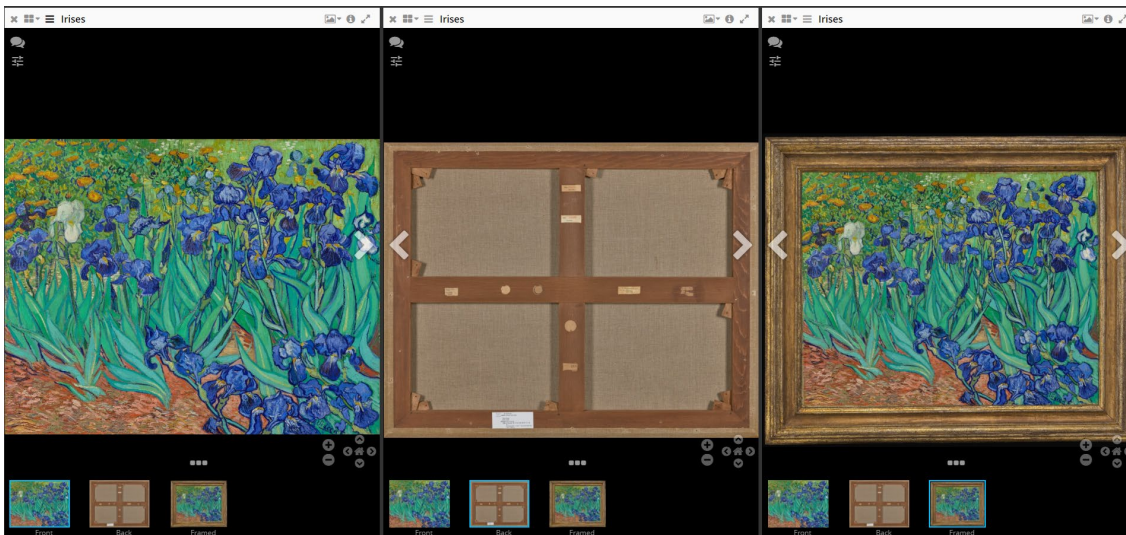 Irises
Irises
Irises
Front
Back
Framed
Front
Back
Framed
Front
Back
Framed